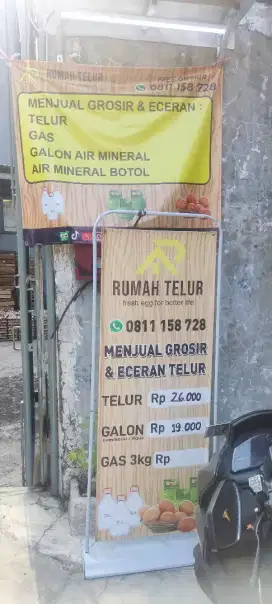 RUMAH TELUR
0811 158 728
MENJUAL GROSIR & ECERAN :
TELUR
GAS
GALON AIR MINERAL
AIR MINERAL BOTOL
RUMAH TELUR
fresh egg for better life
0811 158 728
MENJUAL GROSIR
& ECERAN TELUR
TELUR Rp 26.000
GALON Rp 19.000
GAS 3kg Rp